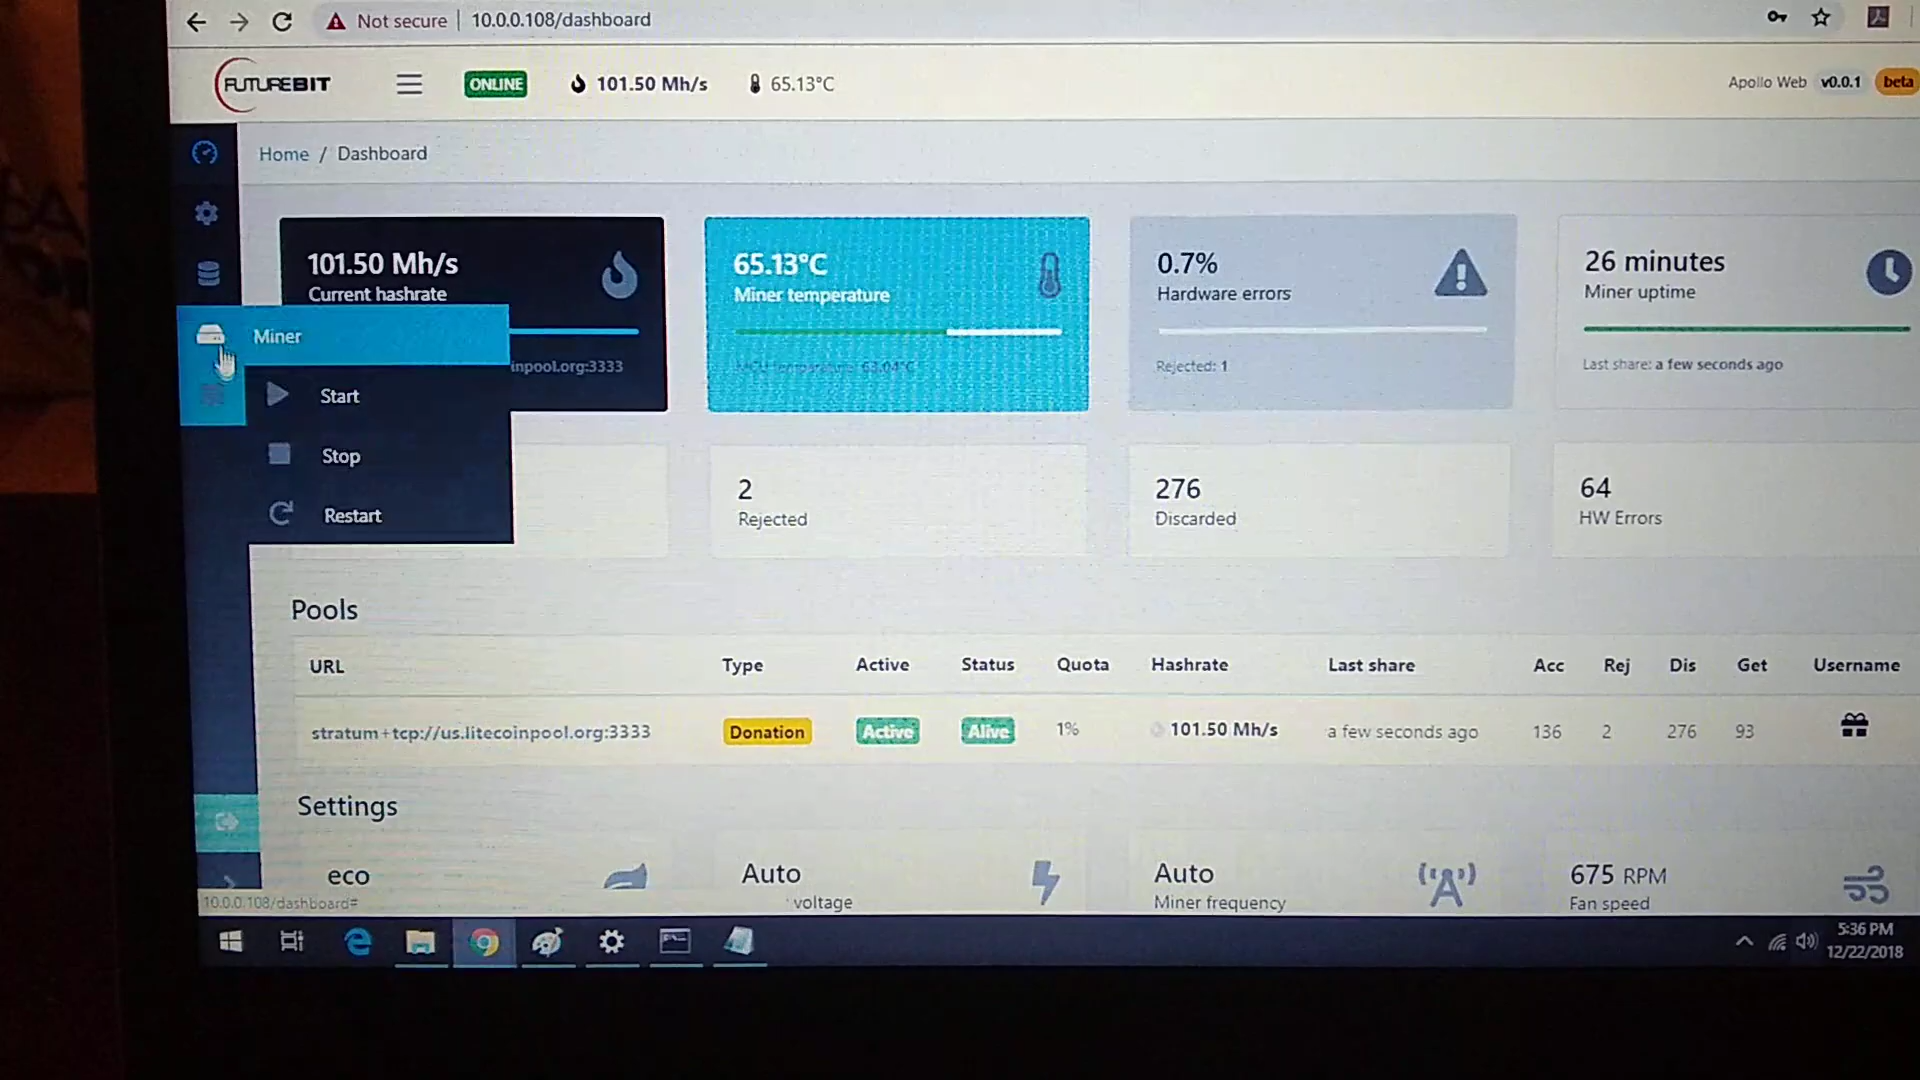 Not secure | 10.0.0.108/dashboard
FUTUREBIT ONLINE 101.50 Mh/s 65.13°C Apollo Web v0.0.1 beta
Home / Dashboard
101.50 Mh/s
Current hashrate
inpool.org:3333
65.13°C
Miner temperature
MCU temperature: 63.04°C
0.7%
Hardware errors
Rejected: 1
26 minutes
Miner uptime
Last share: a few seconds ago
Miner
Start
Stop
Restart
2
Rejected
276
Discarded
64
HW Errors
Pools
URL Type Active Status Quota Hashrate Last share Acc Rej Dis Get Username
stratum+tcp://us.litecoinpool.org:3333 Donation Active Alive 1% 101.50 Mh/s a few seconds ago 136 2 276 93
Settings
eco
Auto
voltage
Auto
Miner frequency
675 RPM
Fan speed
10.0.0.108/dashboard#
5:36 PM
12/22/2018